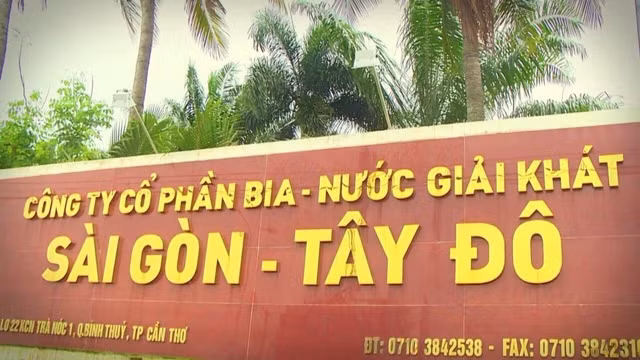 CÔNG TY CỔ PHẦN BIA - NƯỚC GIẢI KHÁT
SÀI GÒN - TÂY ĐÔ
LO 22 KCN TRÀ NÓC 1, Q.BÌNH THUỶ, TP CẦN THƠ
ĐT: 0710 3842538 - FAX: 0710 384231